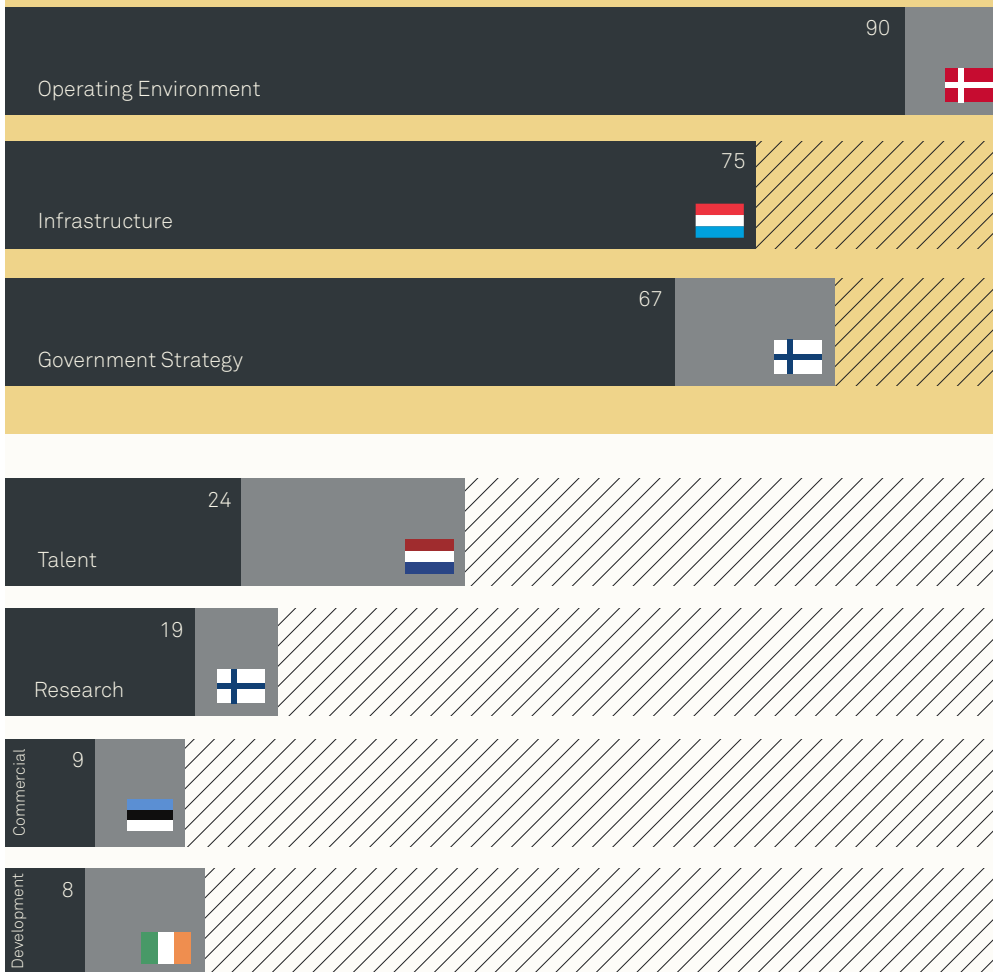 90
Operating Environment
75
Infrastructure
67
Government Strategy
24
Talent
19
Research
9
Commercial
8
Development